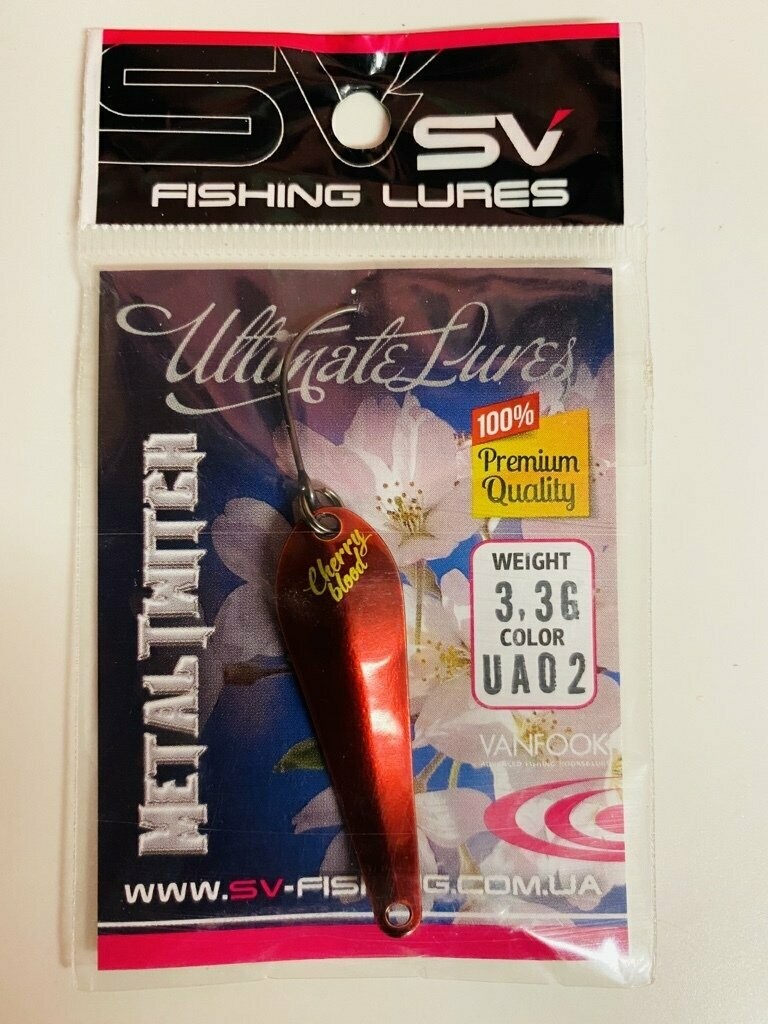 SV
SV
FISHING LURES
Ultimate Lures
METAL TWITCH
100%
Premium
Quality
Cherry
blood
WEIGHT
3,3G
COLOR
UA02
VANFOOK
WWW.SV-FISHING.COM.UA